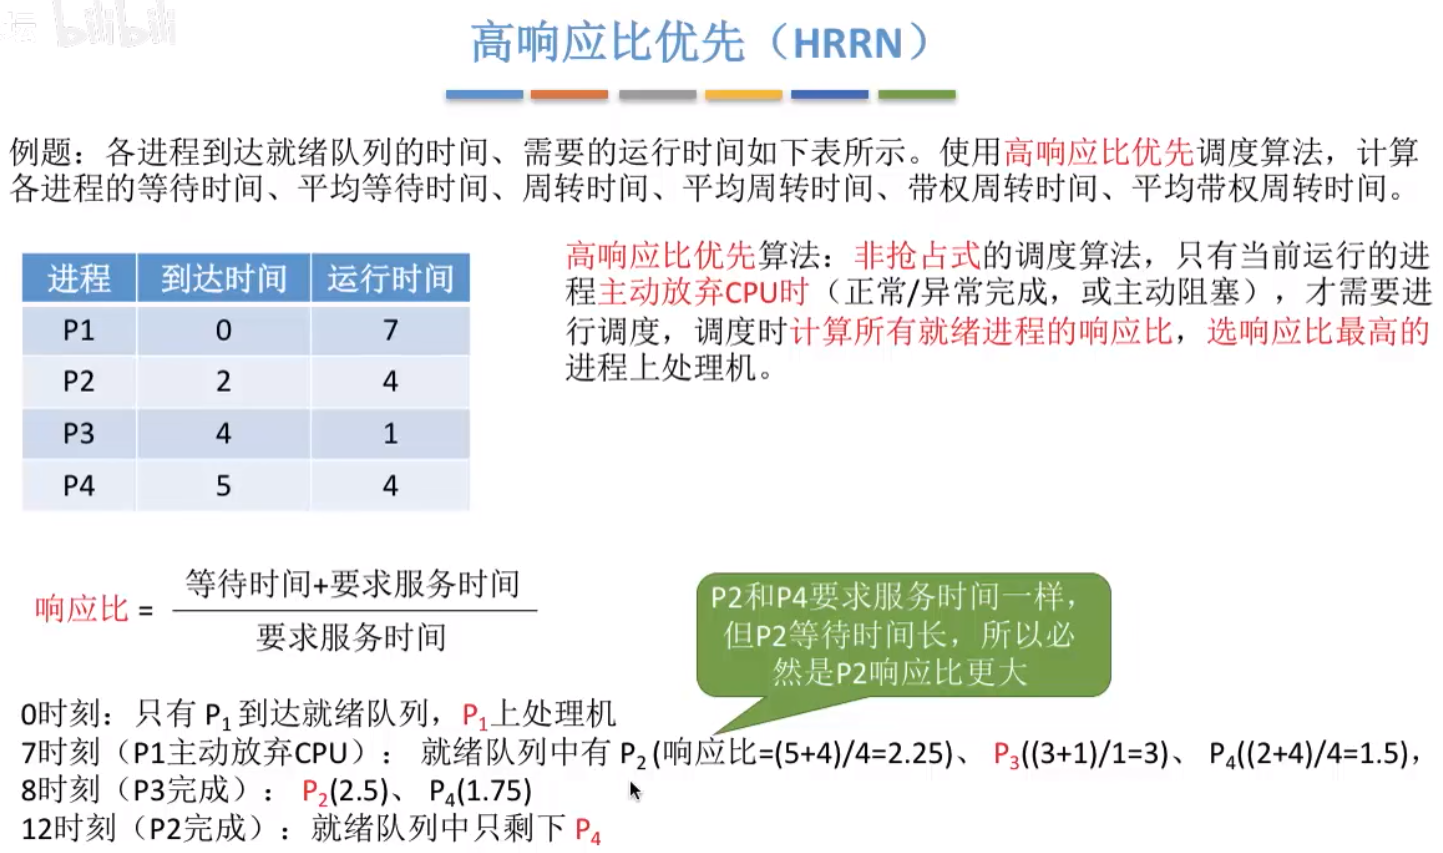 坛 bilibili
高响应比优先（HRRN）
例题：各进程到达就绪队列的时间、需要的运行时间如下表所示。使用高响应比优先调度算法，计算
各进程的等待时间、平均等待时间、周转时间、平均周转时间、带权周转时间、平均带权周转时间。
进程 到达时间 运行时间
P1 0 7
P2 2 4
P3 4 1
P4 5 4
高响应比优先算法：非抢占式的调度算法，只有当前运行的进
程主动放弃CPU时（正常/异常完成，或主动阻塞），才需要进
行调度，调度时计算所有就绪进程的响应比，选响应比最高的
进程上处理机。
响应比 = 等待时间+要求服务时间
要求服务时间
P2和P4要求服务时间一样，
但P2等待时间长，所以必
然是P2响应比更大
0时刻：只有 P1 到达就绪队列，P1上处理机
7时刻（P1主动放弃CPU）： 就绪队列中有 P2 (响应比=(5+4)/4=2.25)、 P3((3+1)/1=3)、 P4((2+4)/4=1.5)，
8时刻（P3完成）： P2(2.5)、 P4(1.75)
12时刻（P2完成）：就绪队列中只剩下 P4